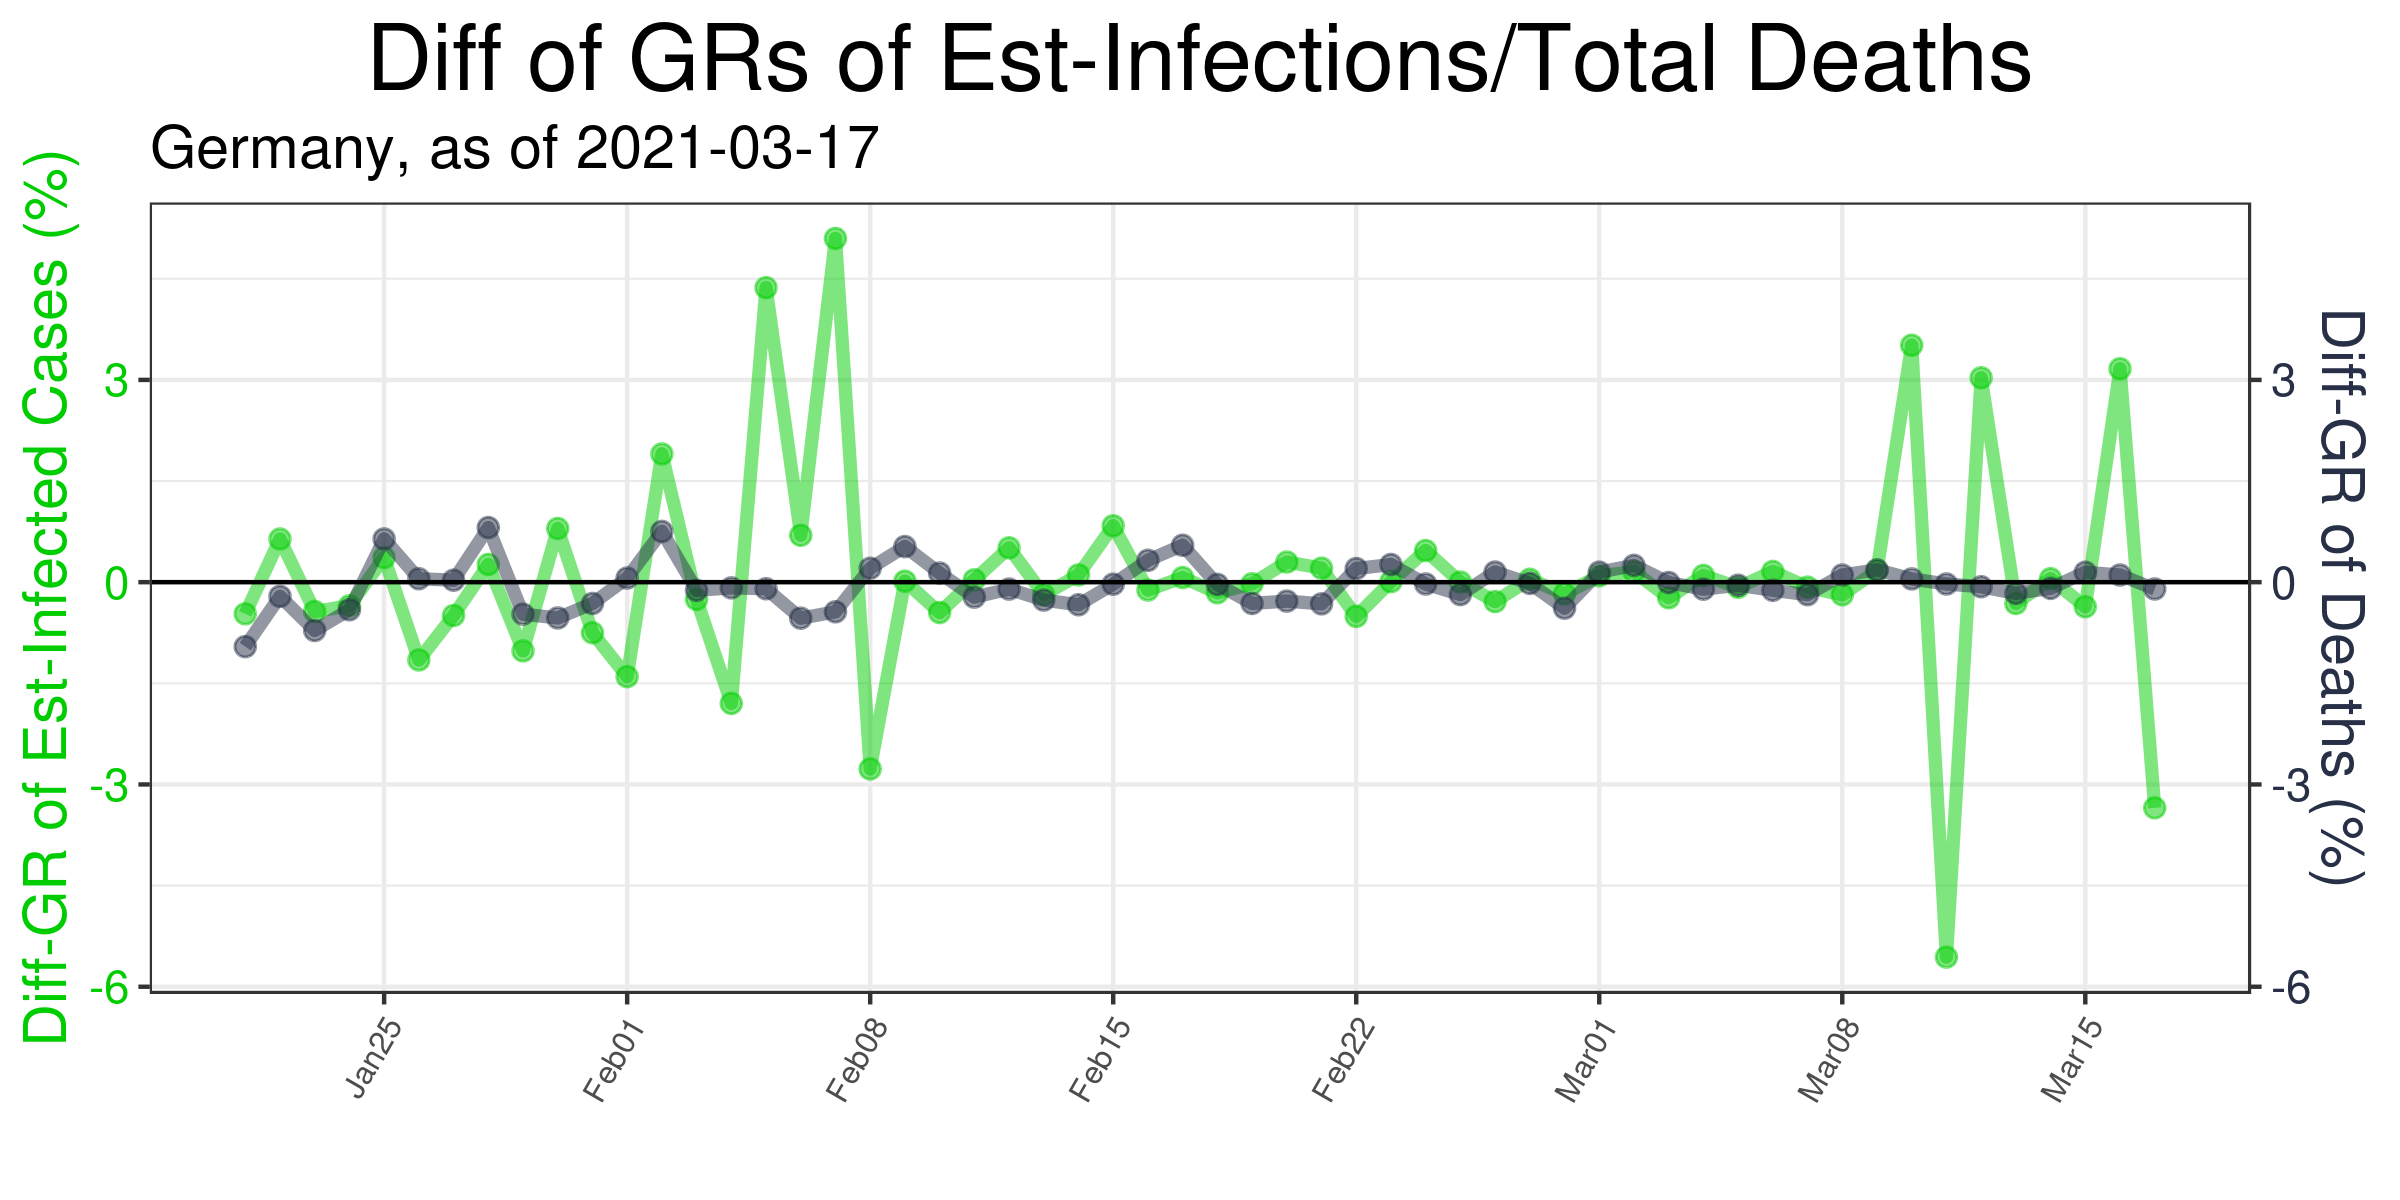 Diff of GRs of Est-Infections/Total Deaths
Germany, as of 2021-03-17
Diff-GR of Est-Infected Cases (%)
3
0
-3
-6
3
0
-3
-6
Diff-GR of Deaths (%)
Jan25
Feb01
Feb08
Feb15
Feb22
Mar01
Mar08
Mar15